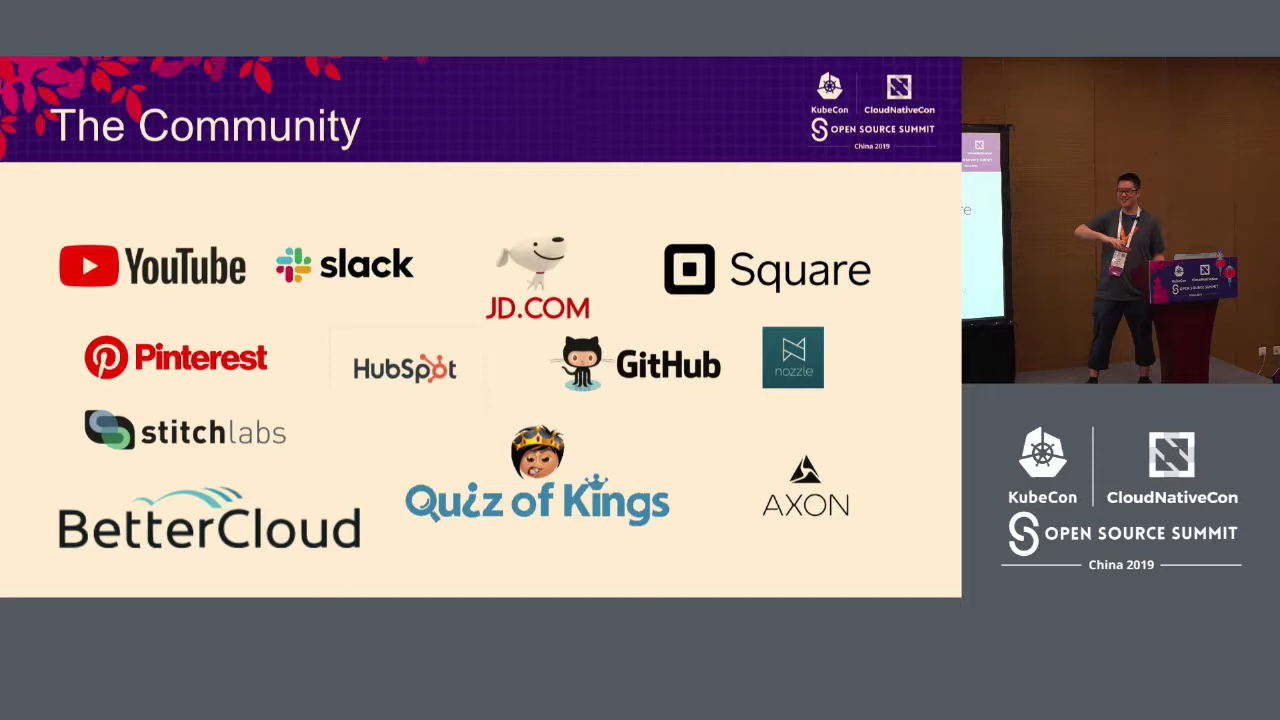 The Community
KubeCon
CloudNativeCon
OPEN SOURCE SUMMIT
China 2019
YouTube
slack
JD.COM
Square
Pinterest
HubSpot
GitHub
nozzle
stitchlabs
Quiz of Kings
AXON
BetterCloud
re
KubeCon
CloudNativeCon
OPEN SOURCE SUMMIT
China 2019